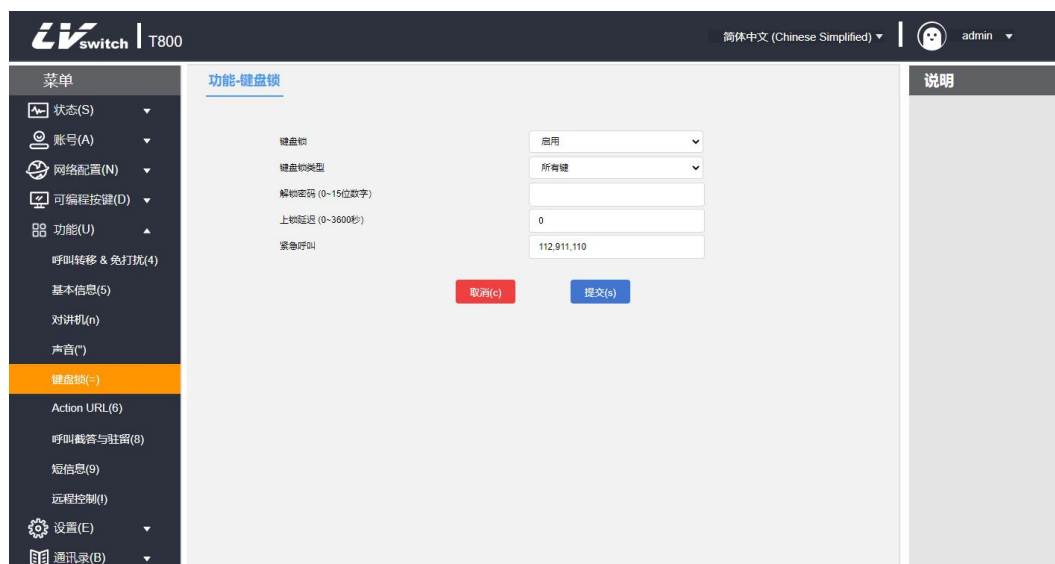 LVswitch | T800
简体中文 (Chinese Simplified)
admin
菜单
状态(S)
账号(A)
网络配置(N)
可编程按键(D)
功能(U)
呼叫转移 & 免打扰(4)
基本信息(5)
对讲机(n)
声音(")
键盘锁(=)
Action URL(6)
呼叫截答与驻留(8)
短信息(9)
远程控制(!)
设置(E)
通讯录(B)
功能-键盘锁
键盘锁 启用
键盘锁类型 所有键
解锁密码 (0~15位数字)
上锁延迟 (0~3600秒) 0
紧急呼叫 112,911,110
取消(c) 提交(s)
说明